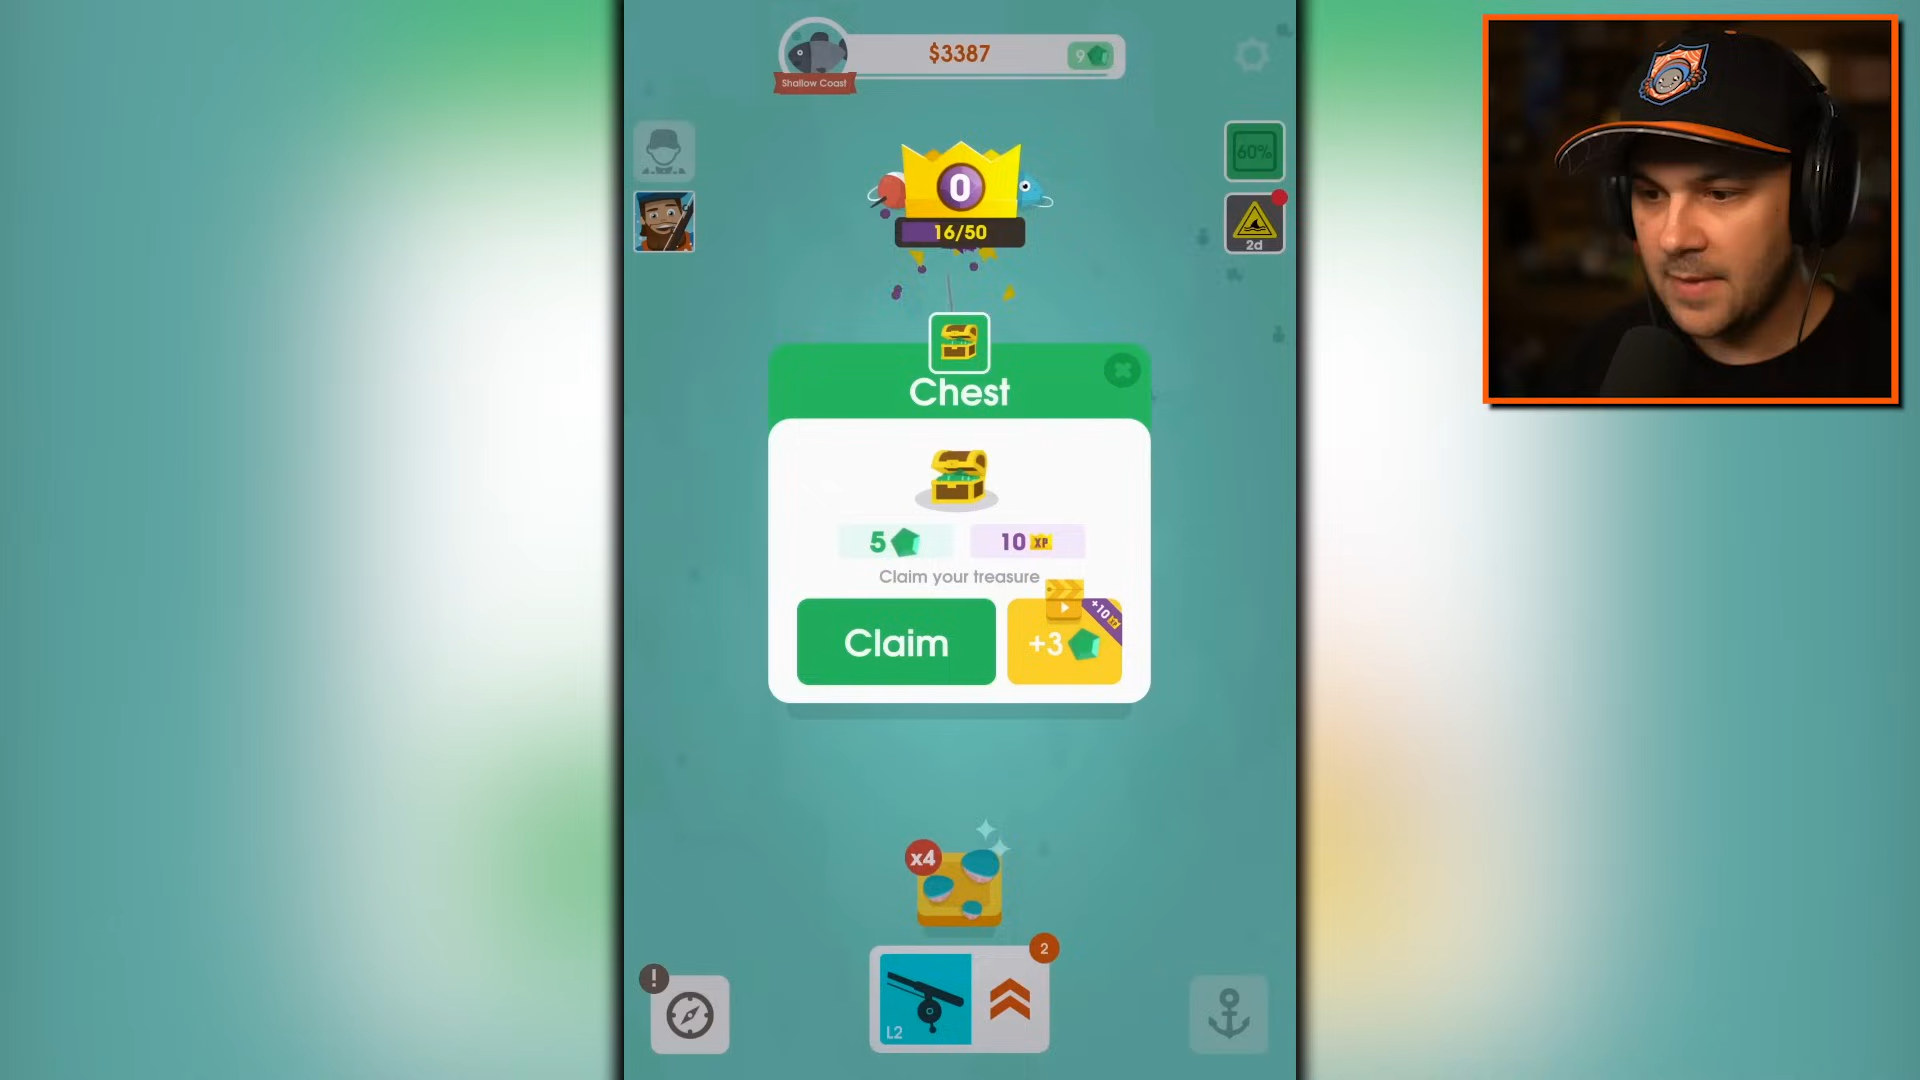 $3387
9
Shallow Coast
0
16/50
60%
2d
Chest
5
10 XP
Claim your treasure
Claim
+3
+10
x4
2
!
L2